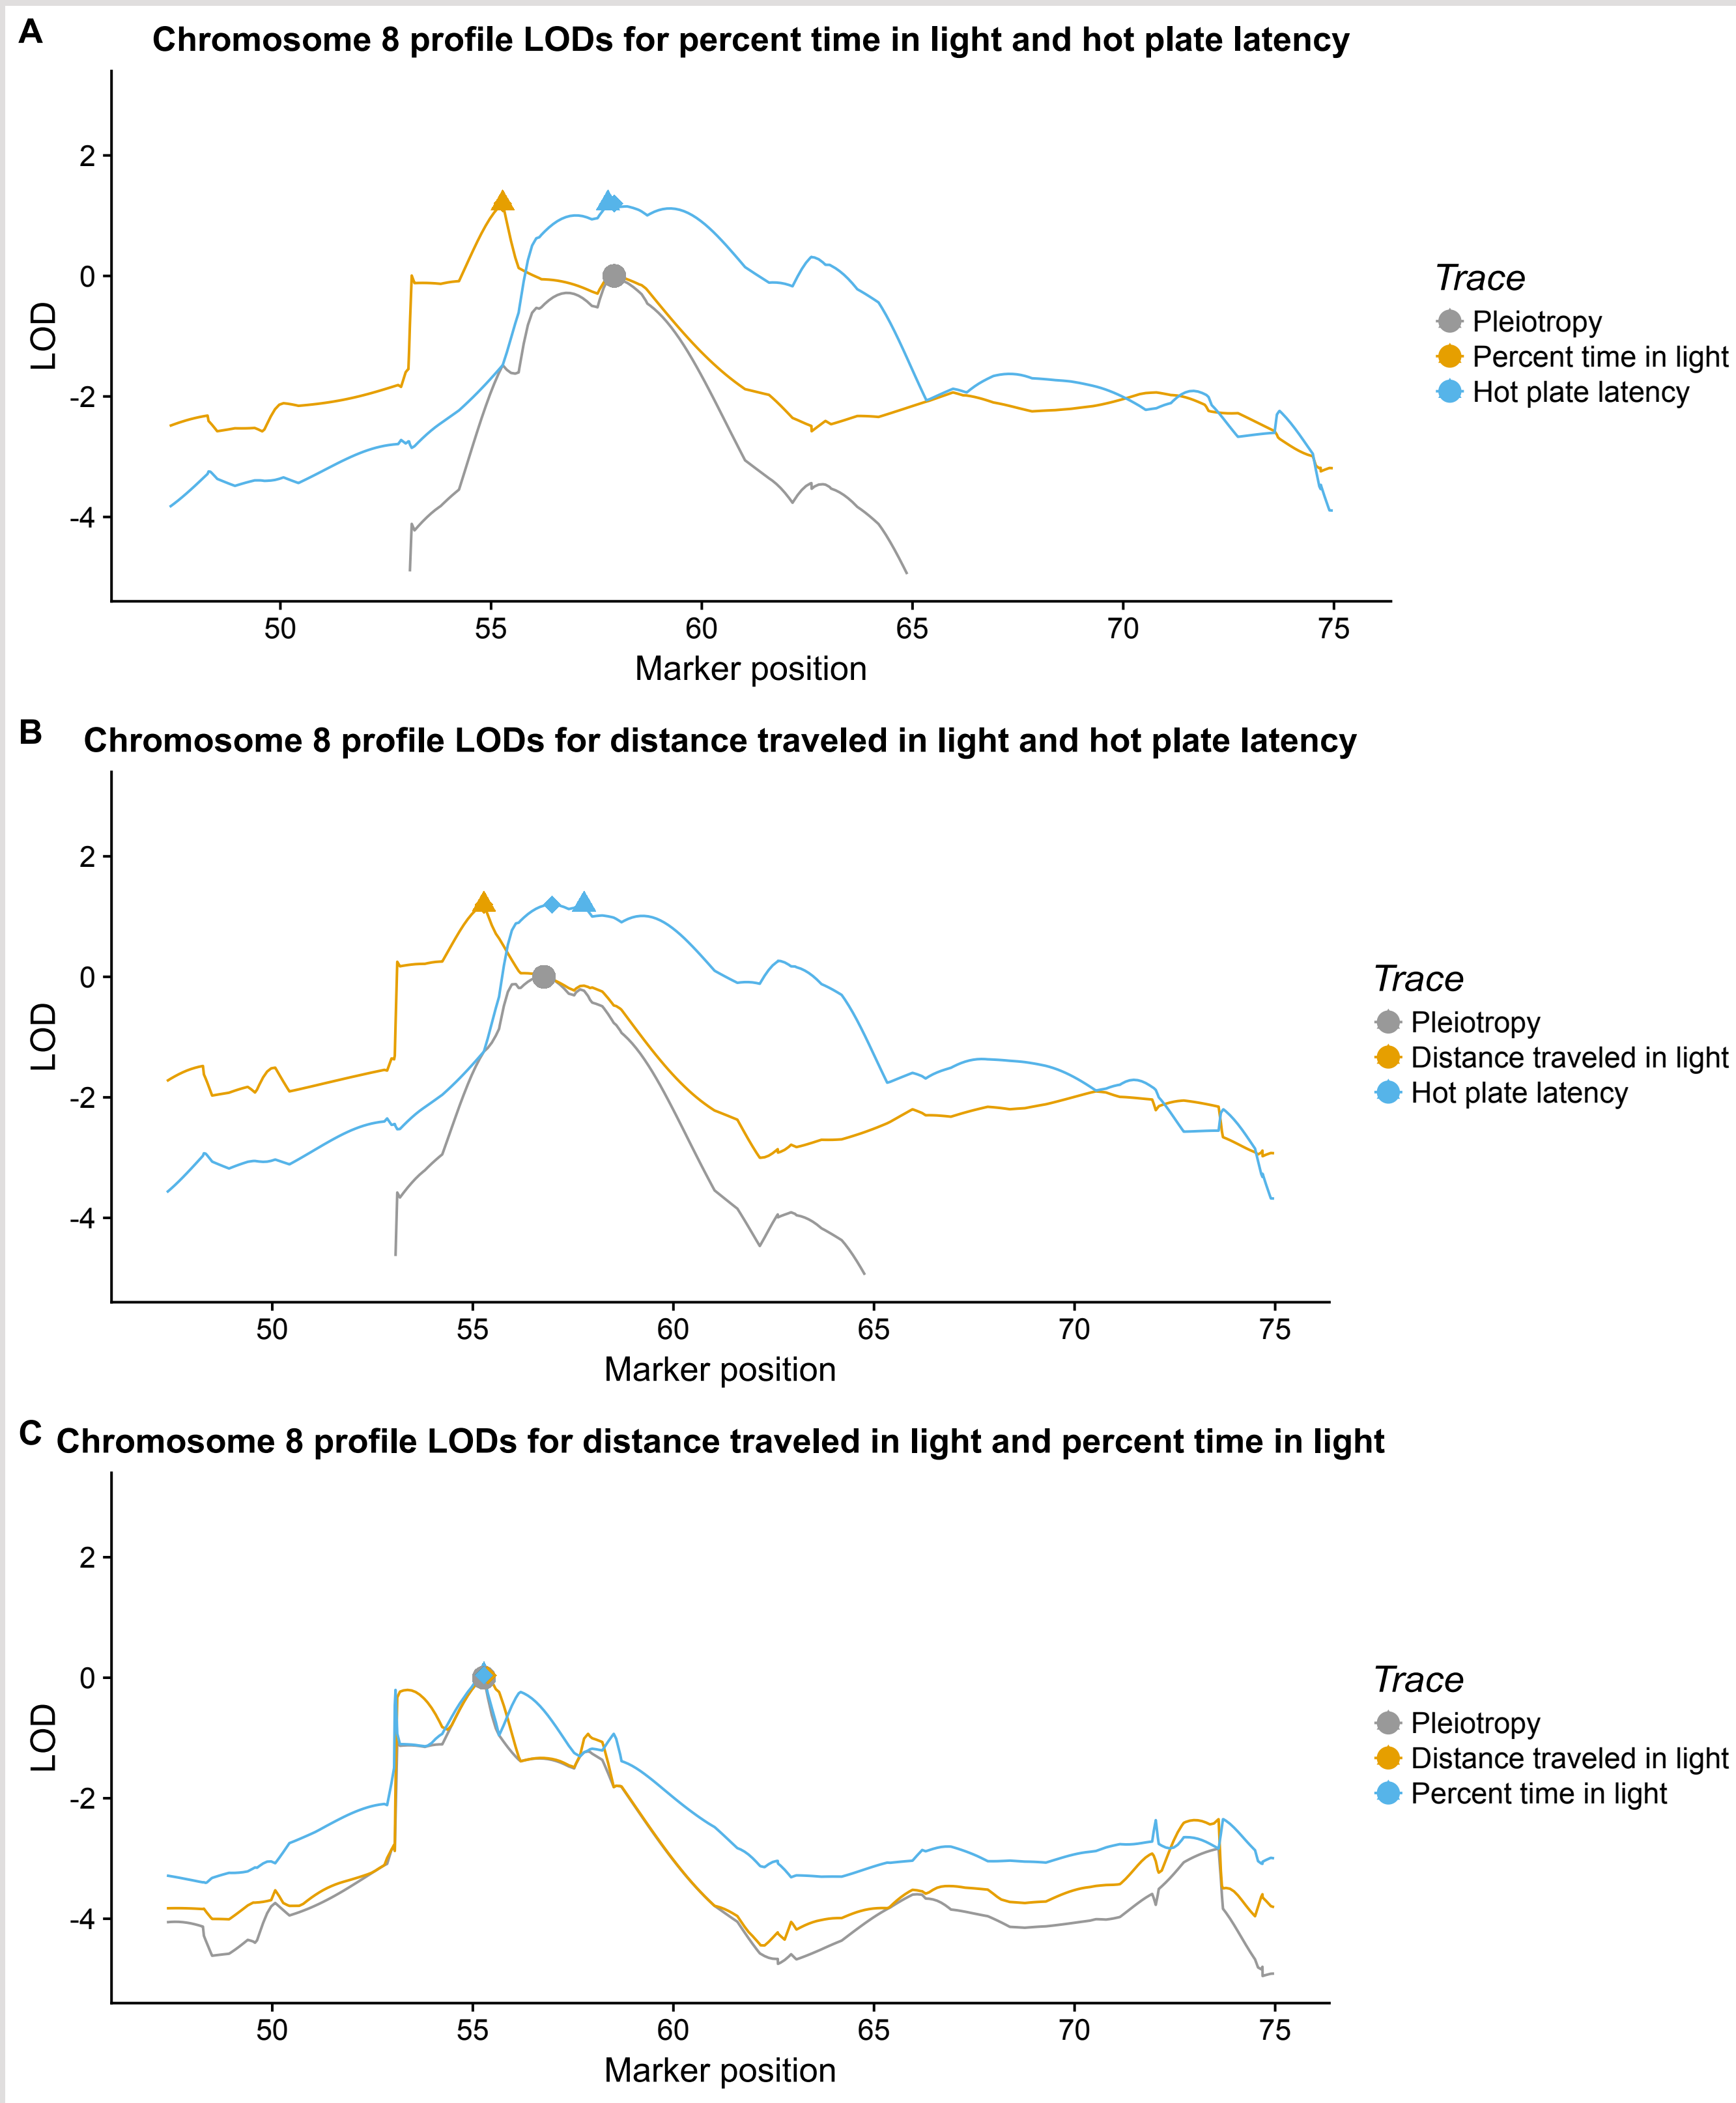 A
Chromosome 8 profile LODs for percent time in light and hot plate latency
2
0
-2
-4
LOD
50 55 60 65 70 75
Marker position
Trace
Pleiotropy
Percent time in light
Hot plate latency
B
Chromosome 8 profile LODs for distance traveled in light and hot plate latency
2
0
-2
-4
LOD
50 55 60 65 70 75
Marker position
Trace
Pleiotropy
Distance traveled in light
Hot plate latency
C
Chromosome 8 profile LODs for distance traveled in light and percent time in light
2
0
-2
-4
LOD
50 55 60 65 70 75
Marker position
Trace
Pleiotropy
Distance traveled in light
Percent time in light